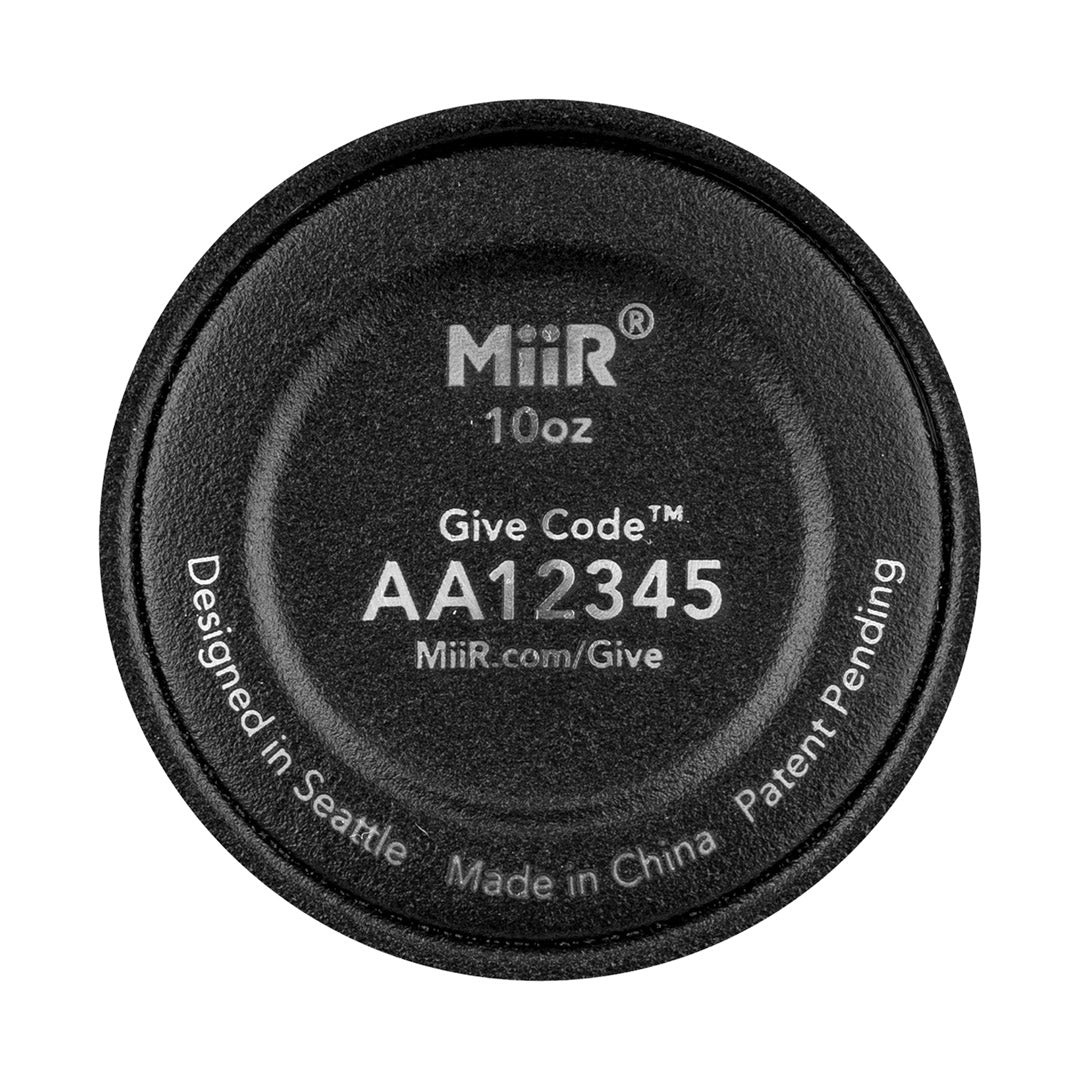 MiiR®
10oz
Give Code™
AA12345
MiiR.com/Give
Designed in Seattle
Made in China
Patent Pending